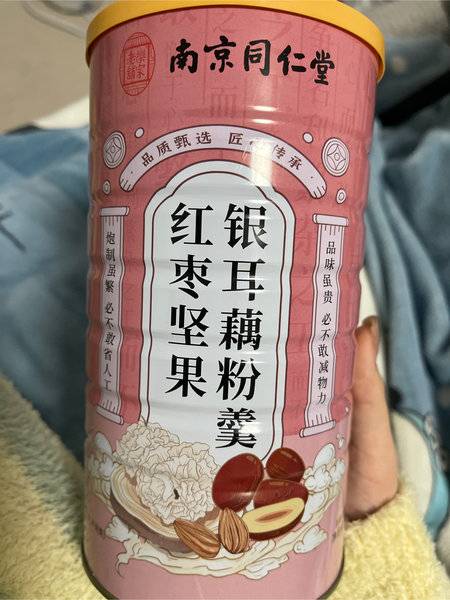 南京同仁堂
品质甄选 匠心传承
红枣坚果
银耳藕粉羹
炮制虽繁 必不敢省人工
品味虽贵 必不敢减物力